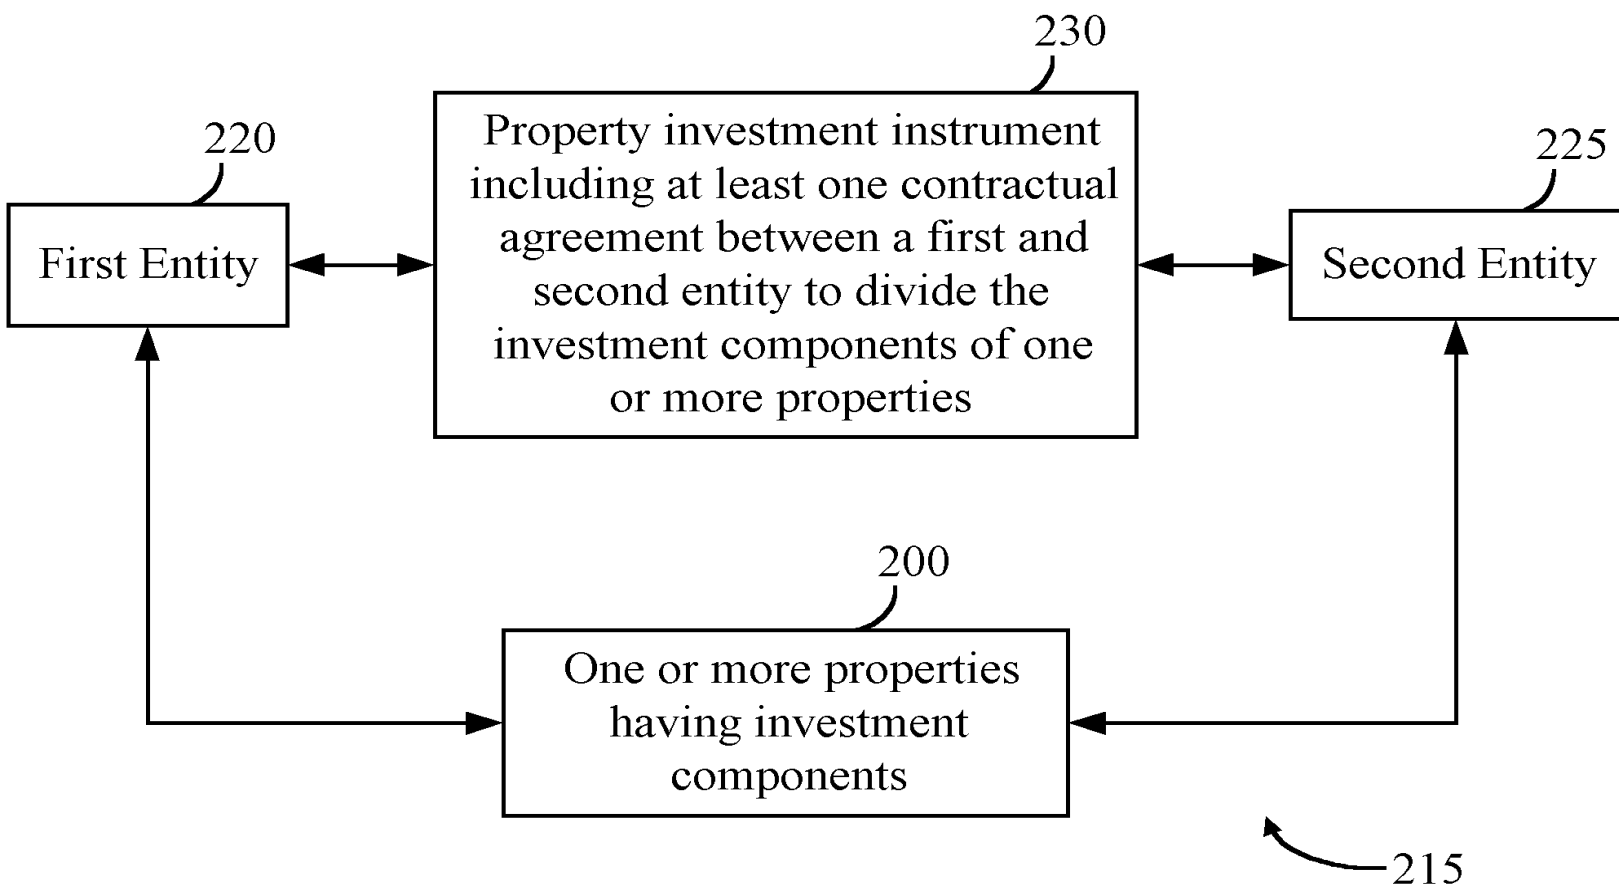 230
Property investment instrument
including at least one contractual
agreement between a first and
second entity to divide the
investment components of one
or more properties
220
First Entity
225
Second Entity
200
One or more properties
having investment
components
215